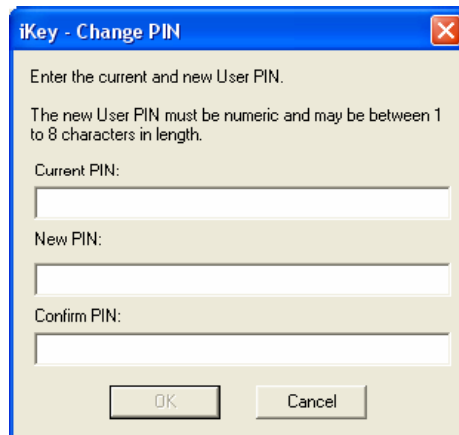 iKey - Change PIN
Enter the current and new User PIN.
The new User PIN must be numeric and may be between 1
to 8 characters in length.
Current PIN:
New PIN:
Confirm PIN:
OK
Cancel